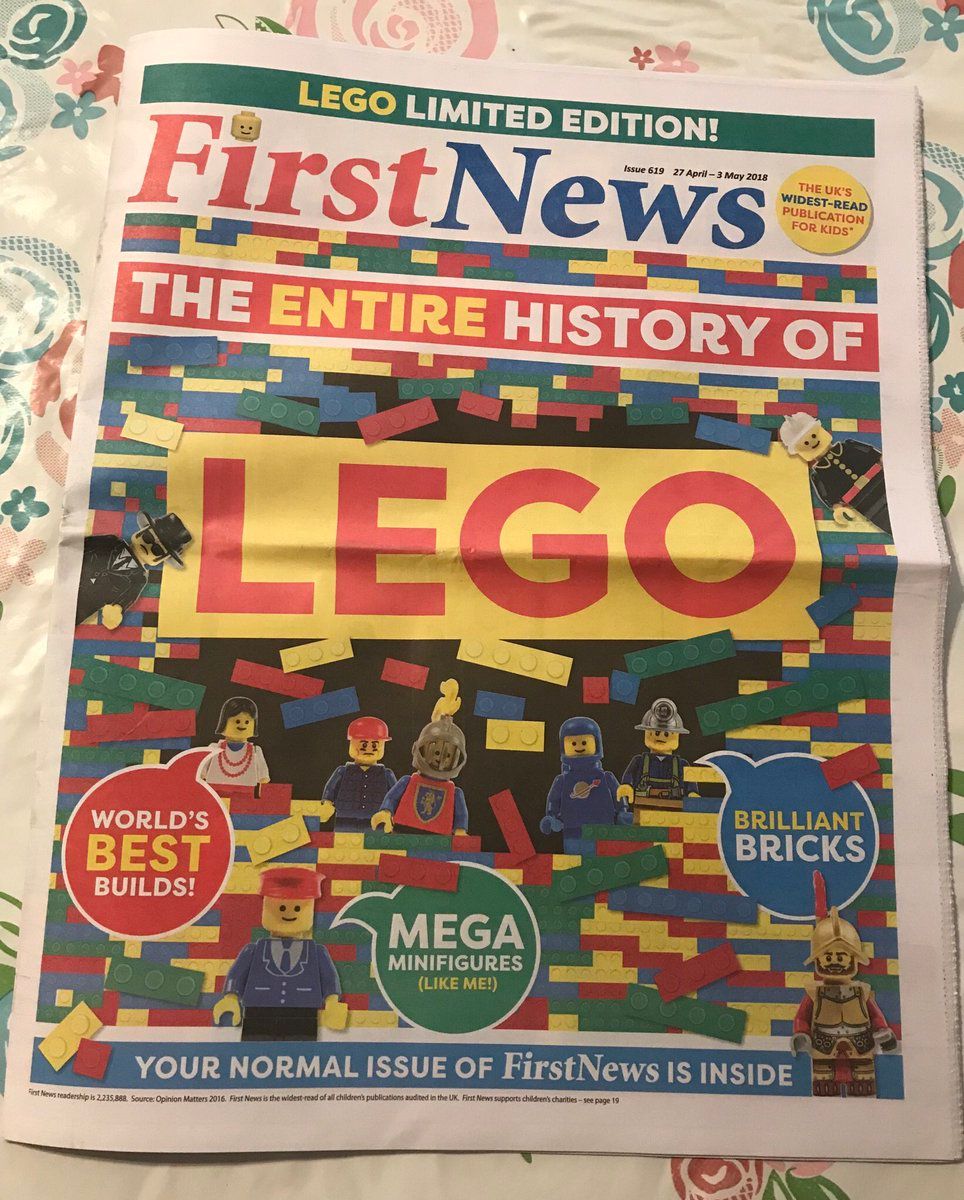 LEGO LIMITED EDITION!
FirstNews
Issue 619 27 April – 3 May 2018
THE UK'S
WIDEST-READ
PUBLICATION
FOR KIDS*
THE ENTIRE HISTORY OF
LEGO
WORLD'S
BEST
BUILDS!
BRILLIANT
BRICKS
MEGA
MINIFIGURES
(LIKE ME!)
YOUR NORMAL ISSUE OF FirstNews IS INSIDE
First News readership is 2,235,888. Source: Opinion Matters 2016. First News is the widest-read of all children's publications audited in the UK. First News supports children's charities – see page 19